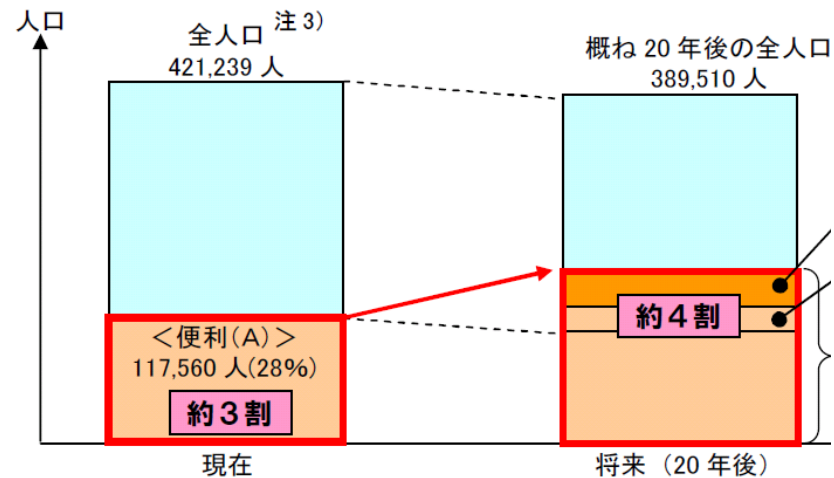 人口
全人口 注3)
421,239 人
概ね 20 年後の全人口
389,510 人
＜便利(A)＞
117,560 人(28%)
約３割
約４割
現在
将来（20 年後）